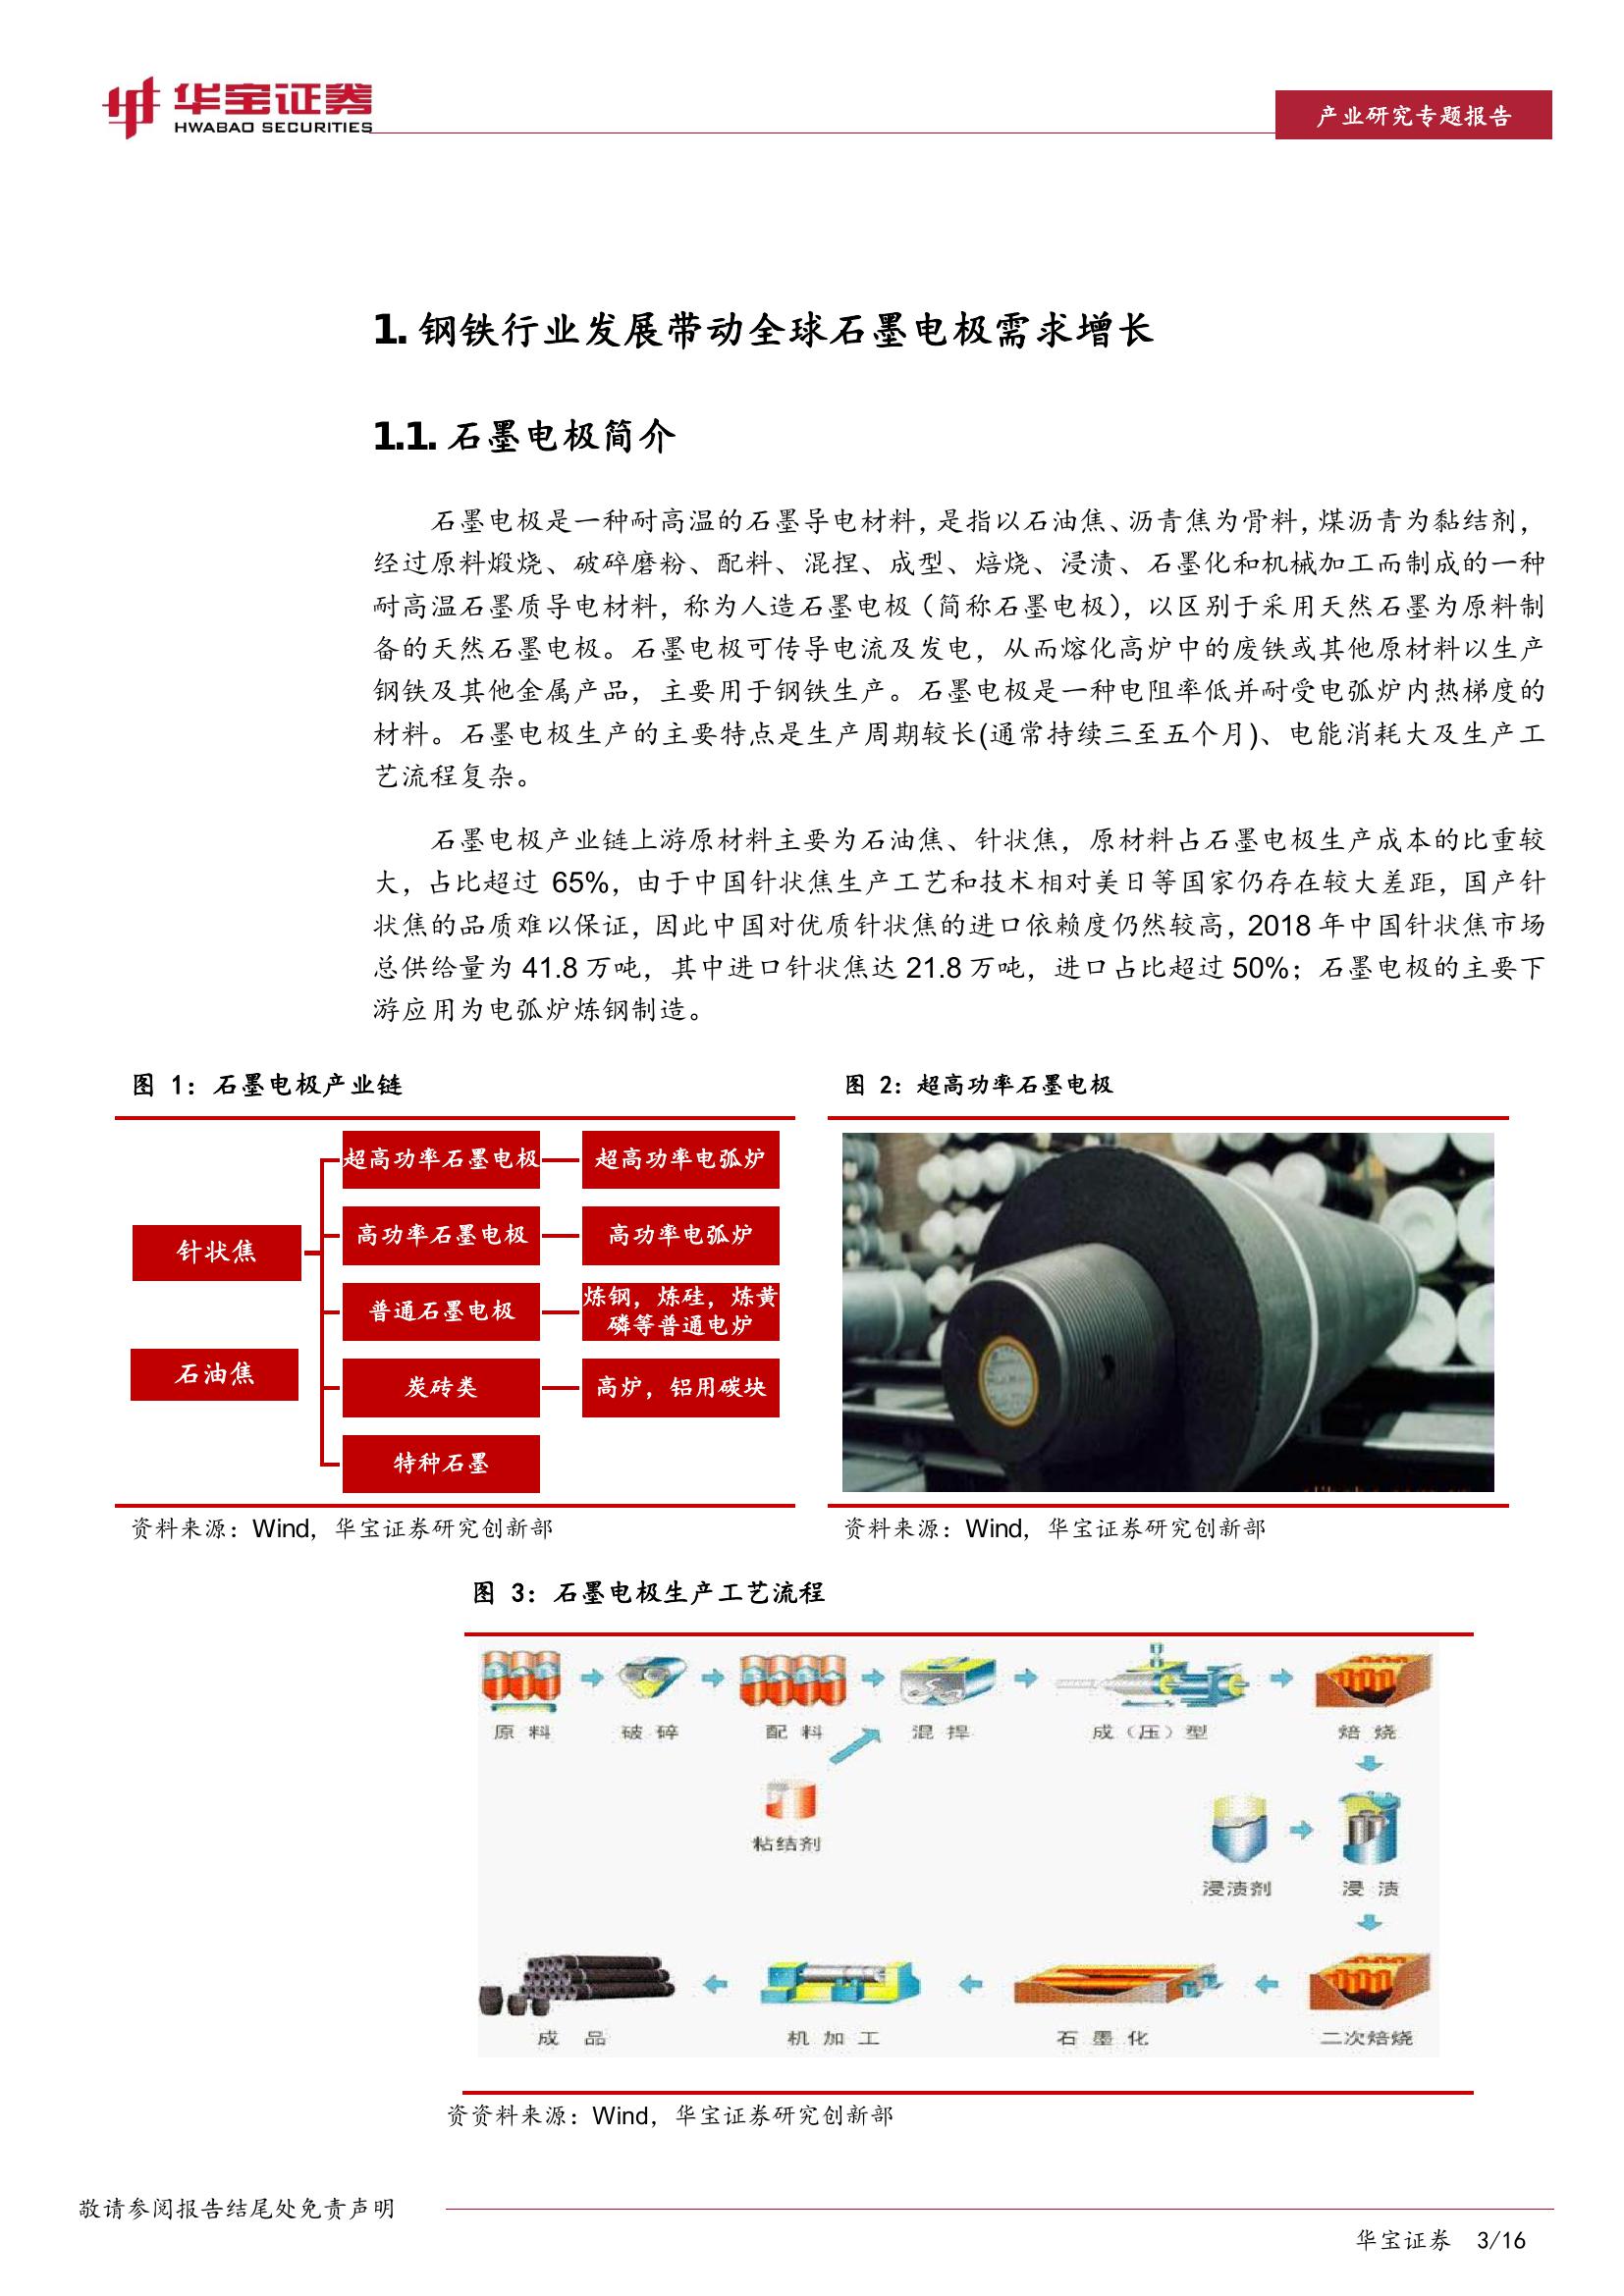 华宝证券
HWABAO SECURITIES
产业研究专题报告
1. 钢铁行业发展带动全球石墨电极需求增长
1.1. 石墨电极简介
石墨电极是一种耐高温的石墨导电材料，是指以石油焦、沥青焦为骨料，煤沥青为黏结剂，
经过原料煅烧、破碎磨粉、配料、混捏、成型、焙烧、浸渍、石墨化和机械加工而制成的一种
耐高温石墨质导电材料，称为人造石墨电极（简称石墨电极），以区别于采用天然石墨为原料制
备的天然石墨电极。石墨电极可传导电流及发电，从而熔化高炉中的废铁或其他原材料以生产
钢铁及其他金属产品，主要用于钢铁生产。石墨电极是一种电阻率低并耐受电弧炉内热梯度的
材料。石墨电极生产的主要特点是生产周期较长(通常持续三至五个月)、电能消耗大及生产工
艺流程复杂。
石墨电极产业链上游原材料主要为石油焦、针状焦，原材料占石墨电极生产成本的比重较
大，占比超过 65%，由于中国针状焦生产工艺和技术相对美日等国家仍存在较大差距，国产针
状焦的品质难以保证，因此中国对优质针状焦的进口依赖度仍然较高，2018 年中国针状焦市场
总供给量为 41.8 万吨，其中进口针状焦达 21.8 万吨，进口占比超过 50%；石墨电极的主要下
游应用为电弧炉炼钢制造。
图 1：石墨电极产业链
针状焦
石油焦
超高功率石墨电极
超高功率电弧炉
高功率石墨电极
高功率电弧炉
普通石墨电极
炼钢，炼硅，炼黄
磷等普通电炉
炭砖类
高炉，铝用碳块
特种石墨
资料来源：Wind，华宝证券研究创新部
图 2：超高功率石墨电极
资料来源：Wind，华宝证券研究创新部
图 3：石墨电极生产工艺流程
原 料
破 碎
配 料
混 捍
成（压）型
焙 烧
粘结剂
浸渍剂
浸 渍
成 品
机 加 工
石 墨 化
二次焙烧
资资料来源：Wind，华宝证券研究创新部
敬请参阅报告结尾处免责声明
华宝证券 3/16